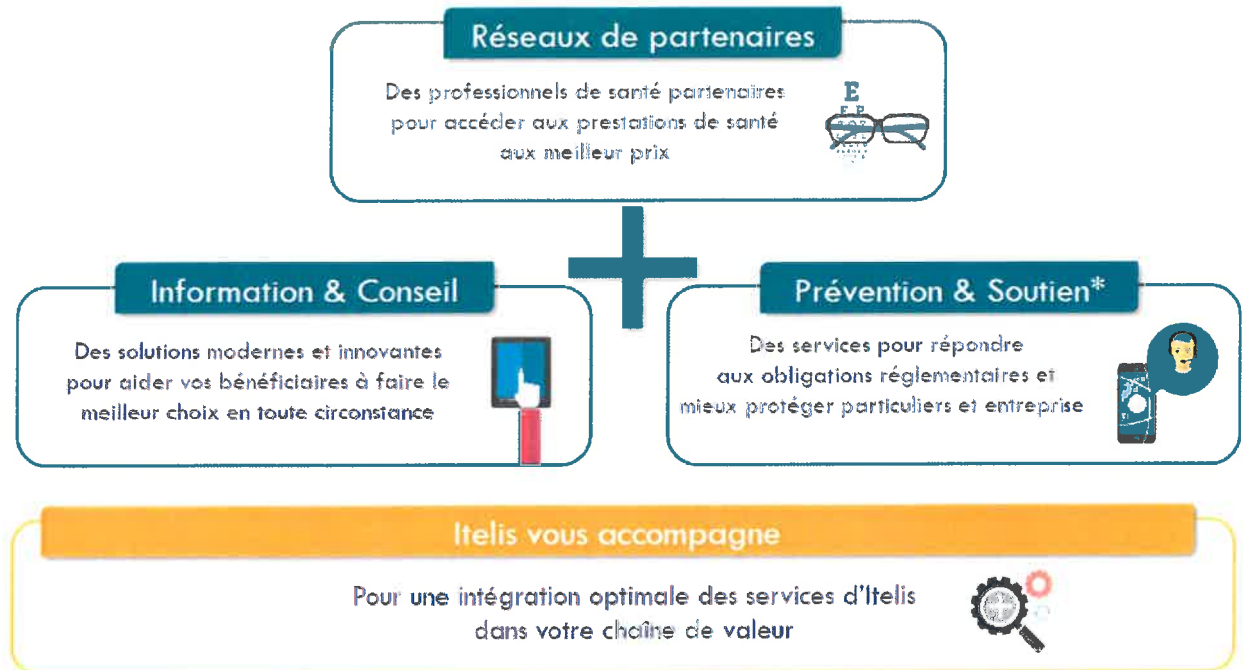 Réseaux de partenaires
Des professionnels de santé partenaires
pour accéder aux prestations de santé
aux meilleur prix
E
F P
Information & Conseil
Des solutions modernes et innovantes
pour aider vos bénéficiaires à faire le
meilleur choix en toute circonstance
Prévention & Soutien*
Des services pour répondre
aux obligations réglementaires et
mieux protéger particuliers et entreprise
Itelis vous accompagne
Pour une intégration optimale des services d'Itelis
dans votre chaîne de valeur